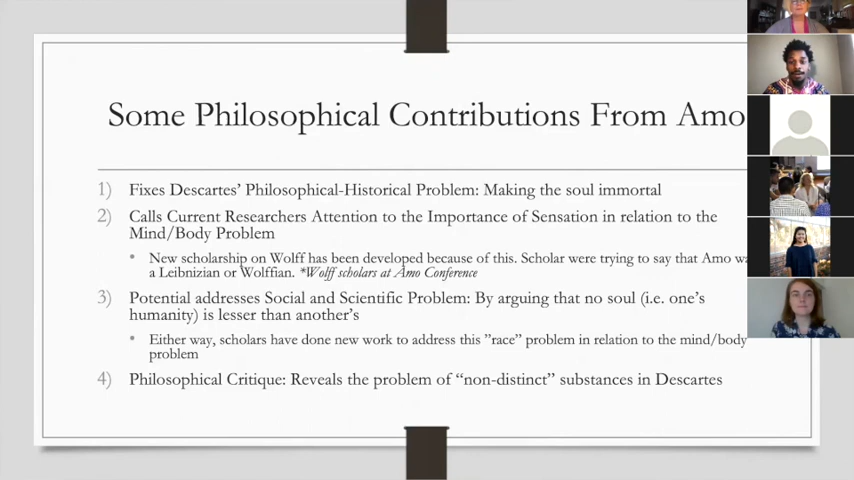 Some Philosophical Contributions From Amo
1) Fixes Descartes' Philosophical-Historical Problem: Making the soul immortal
2) Calls Current Researchers Attention to the Importance of Sensation in relation to the
Mind/Body Problem
• New scholarship on Wolff has been developed because of this. Scholar were trying to say that Amo
a Leibnizian or Wolffian. *Wolff scholars at Amo Conference
3) Potential addresses Social and Scientific Problem: By arguing that no soul (i.e. one's
humanity) is lesser than another's
• Either way, scholars have done new work to address this "race" problem in relation to the mind/body
problem
4) Philosophical Critique: Reveals the problem of "non-distinct" substances in Descartes